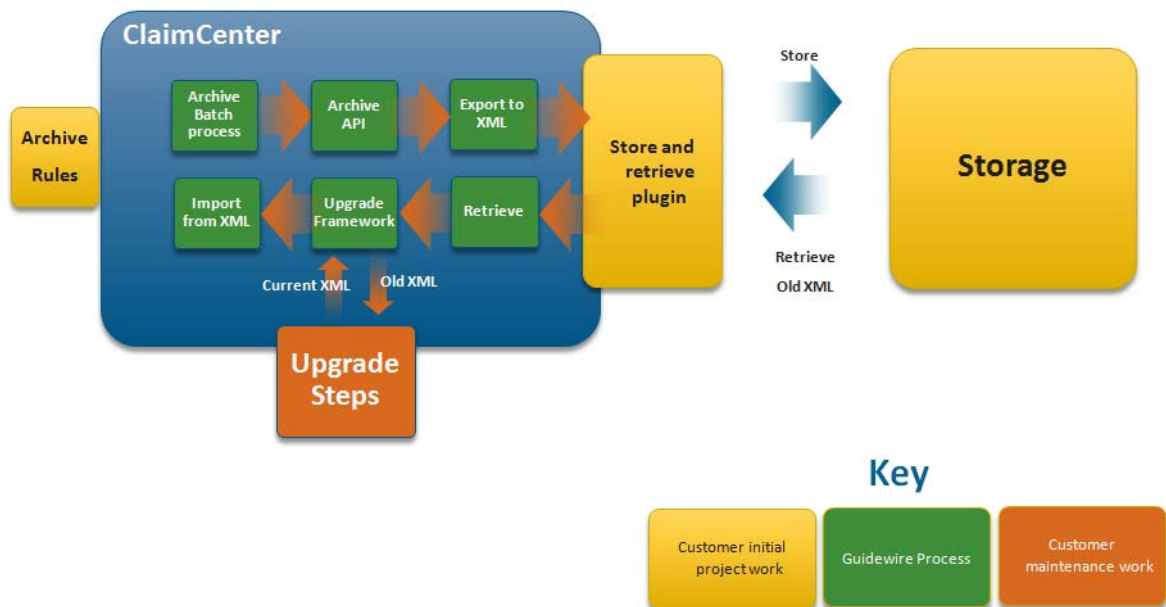 ClaimCenter
Archive
Rules
Archive
Batch
process
Archive
API
Export to
XML
Import
from XML
Upgrade
Framework
Retrieve
Current XML
Old XML
Upgrade
Steps
Store and
retrieve
plugin
Store
Retrieve
Old XML
Storage
Key
Customer initial
project work
Guidewire Process
Customer
maintenance work